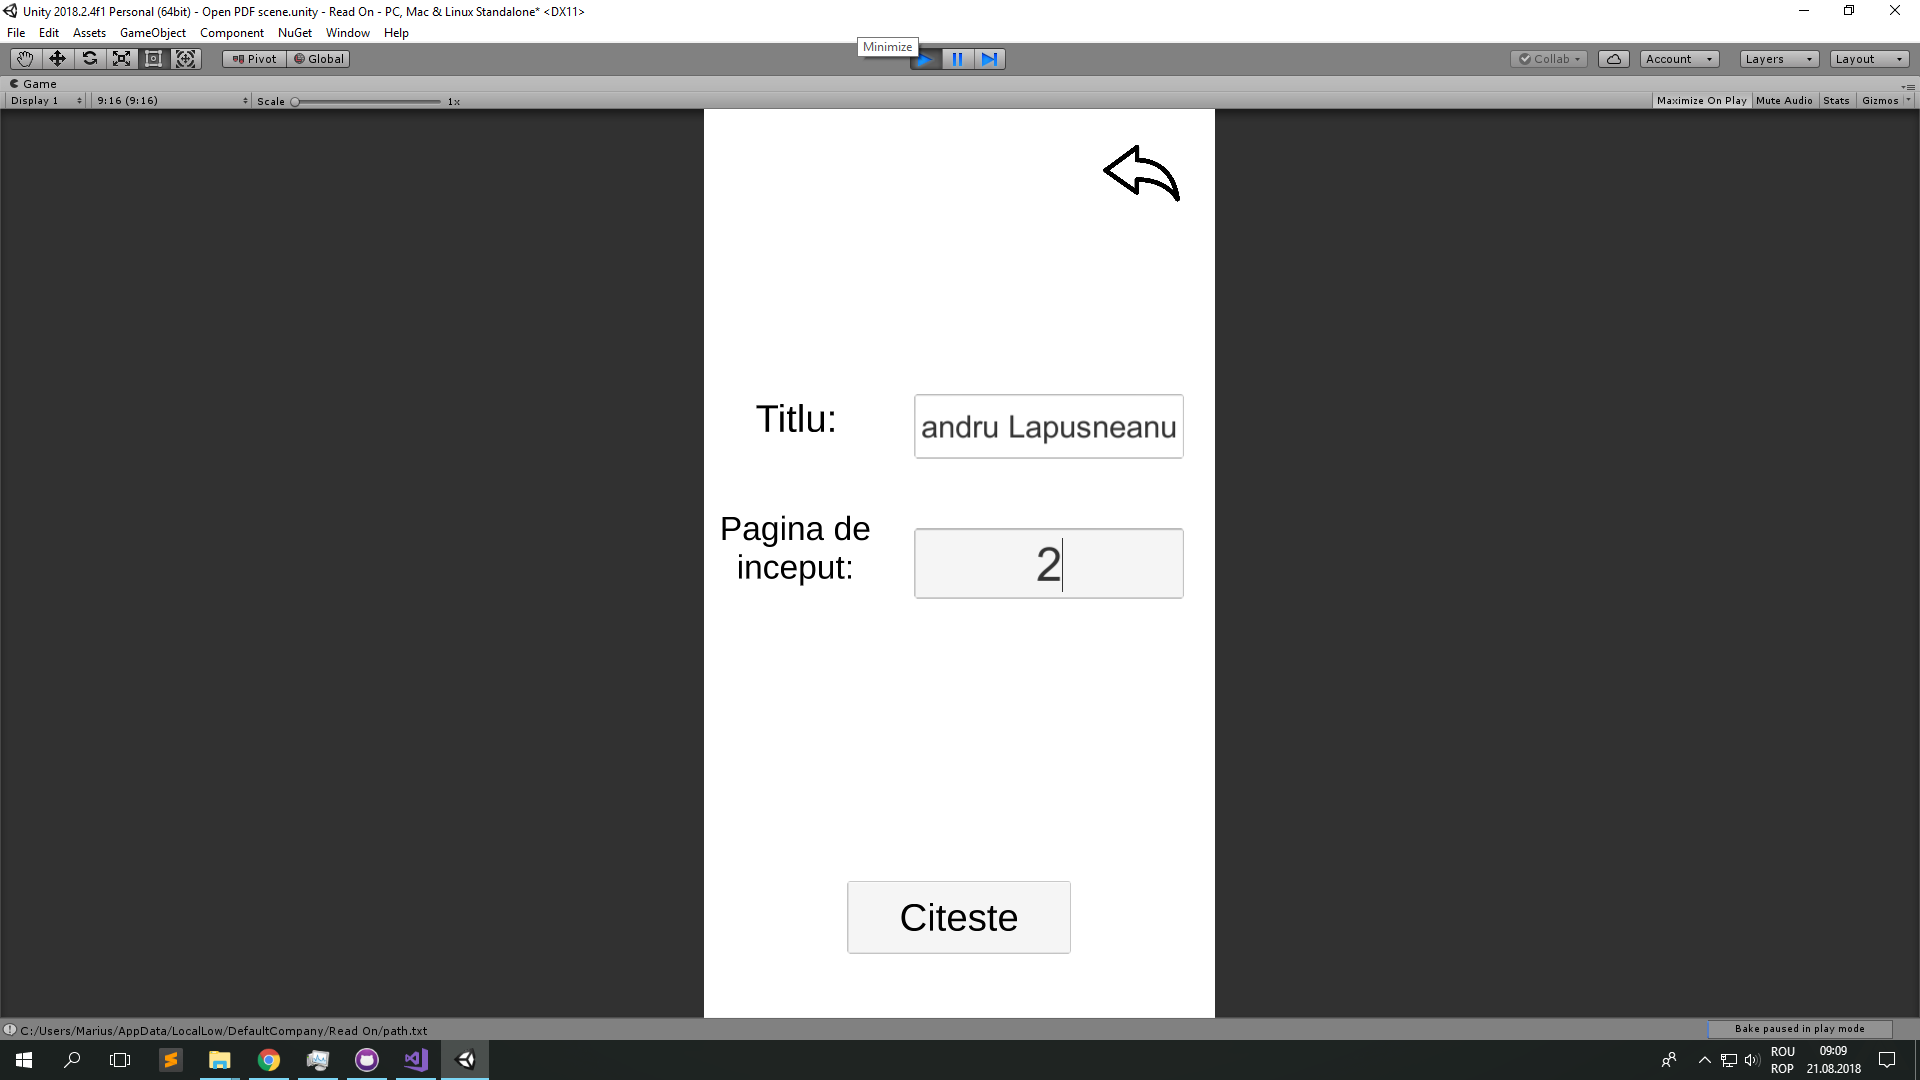 Unity 2018.2.4f1 Personal (64bit) - Open PDF scene.unity - Read On - PC, Mac & Linux Standalone* <DX11>
File Edit Assets GameObject Component NuGet Window Help
Minimize
Pivot Global Collab Account Layers Layout
Game
Display 1 9:16 (9:16) Scale 1x Maximize On Play Mute Audio Stats Gizmos
Titlu: andru Lapusneanu
Pagina de
inceput: 2
Citeste
C:/Users/Marius/AppData/LocalLow/DefaultCompany/Read On/path.txt Bake paused in play mode
ROU 09:09
ROP 21.08.2018